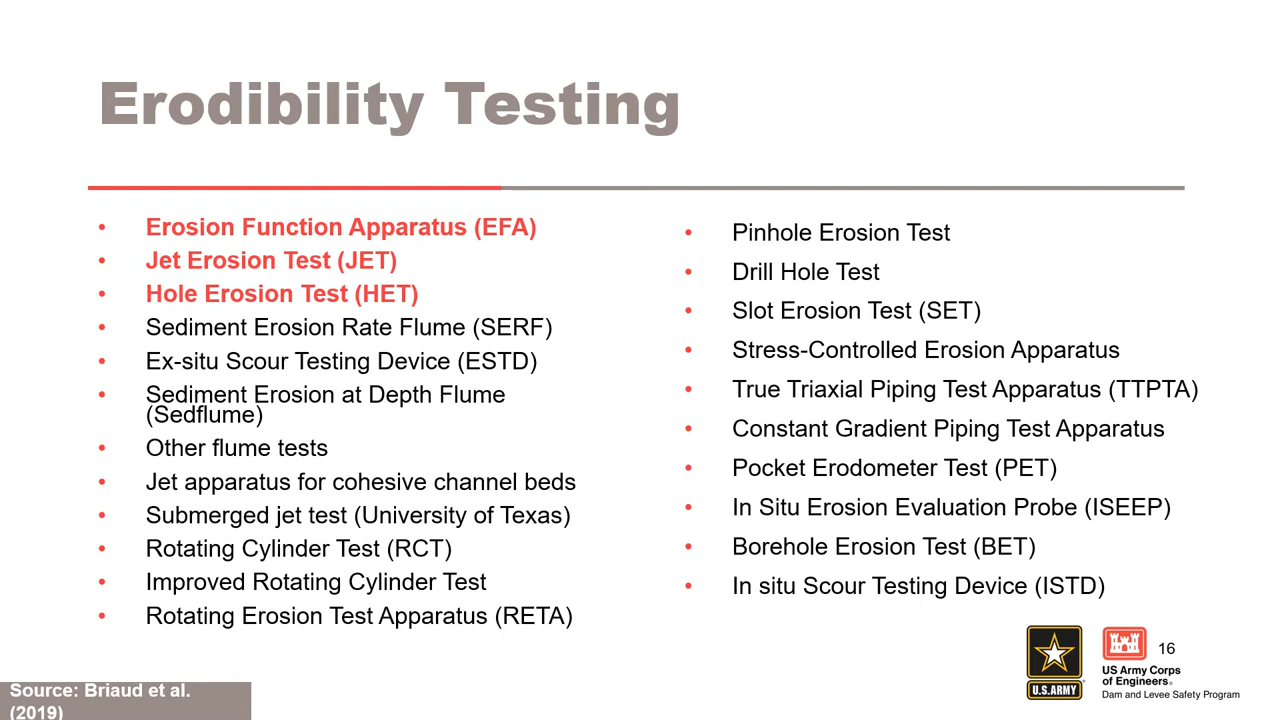 Erodibility Testing
• Erosion Function Apparatus (EFA)
• Jet Erosion Test (JET)
• Hole Erosion Test (HET)
• Sediment Erosion Rate Flume (SERF)
• Ex-situ Scour Testing Device (ESTD)
• Sediment Erosion at Depth Flume
(Sedflume)
• Other flume tests
• Jet apparatus for cohesive channel beds
• Submerged jet test (University of Texas)
• Rotating Cylinder Test (RCT)
• Improved Rotating Cylinder Test
• Rotating Erosion Test Apparatus (RETA)
• Pinhole Erosion Test
• Drill Hole Test
• Slot Erosion Test (SET)
• Stress-Controlled Erosion Apparatus
• True Triaxial Piping Test Apparatus (TTPTA)
• Constant Gradient Piping Test Apparatus
• Pocket Erodometer Test (PET)
• In Situ Erosion Evaluation Probe (ISEEP)
• Borehole Erosion Test (BET)
• In situ Scour Testing Device (ISTD)
U.S.ARMY
16
US Army Corps
of Engineers®
Dam and Levee Safety Program
Source: Briaud et al.
(2019)